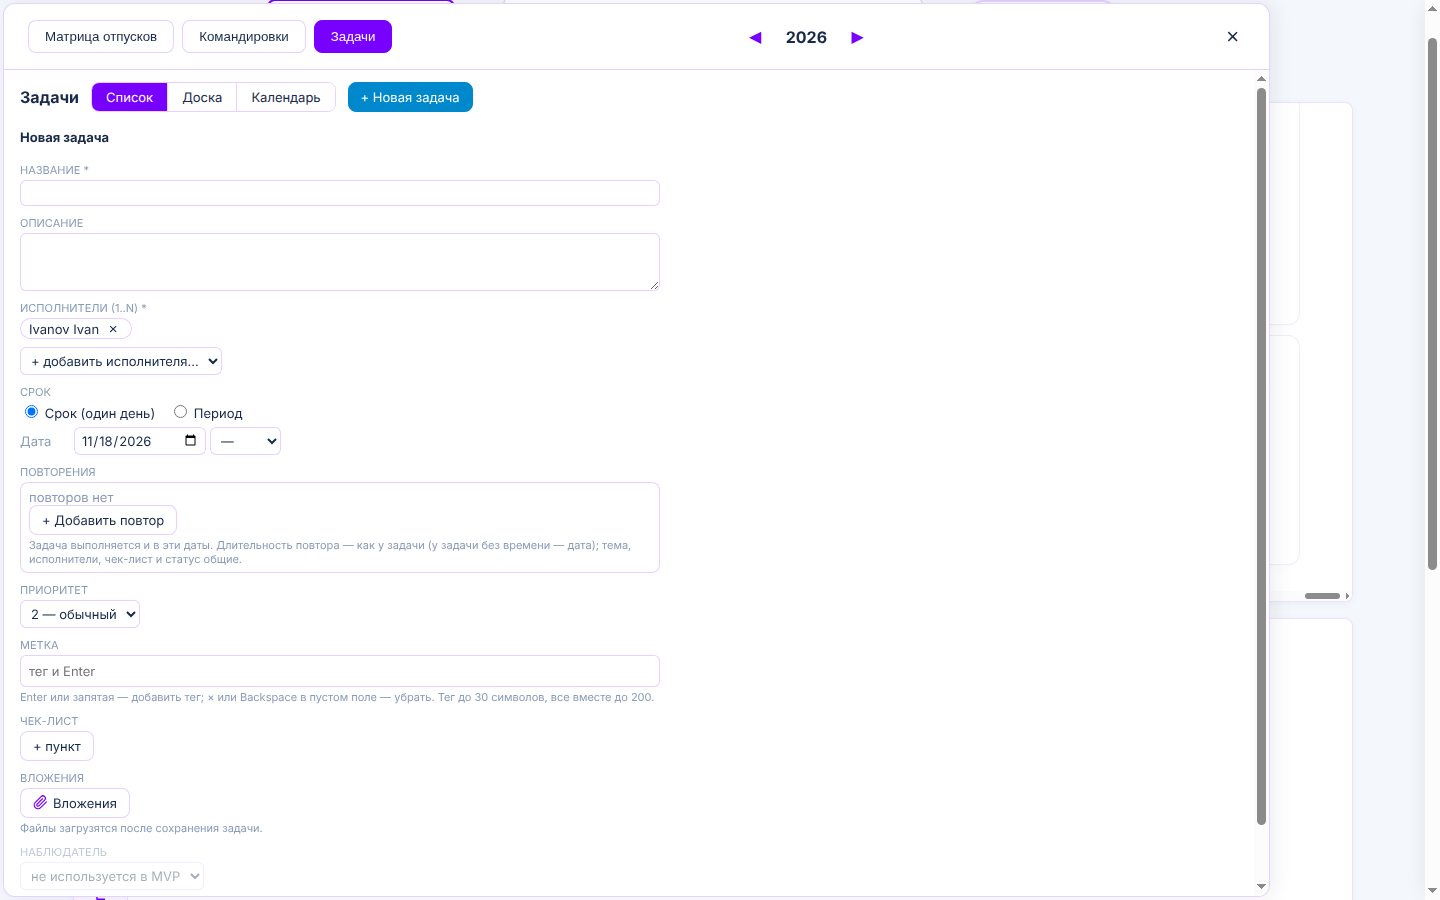 Матрица отпусков
Командировки
Задачи
◀ 2026 ▶
×
Задачи
Список
Доска
Календарь
+ Новая задача
Новая задача
НАЗВАНИЕ *
ОПИСАНИЕ
ИСПОЛНИТЕЛИ (1..N) *
Ivanov Ivan ×
+ добавить исполнителя...
СРОК
Срок (один день)
Период
Дата
11/18/2026
—
ПОВТОРЕНИЯ
повторов нет
+ Добавить повтор
Задача выполняется и в эти даты. Длительность повтора — как у задачи (у задачи без времени — дата); тема,
исполнители, чек-лист и статус общие.
ПРИОРИТЕТ
2 — обычный
МЕТКА
тег и Enter
Enter или запятая — добавить тег; × или Backspace в пустом поле — убрать. Тег до 30 символов, все вместе до 200.
ЧЕК-ЛИСТ
+ пункт
ВЛОЖЕНИЯ
Вложения
Файлы загрузятся после сохранения задачи.
НАБЛЮДАТЕЛЬ
не используется в MVP